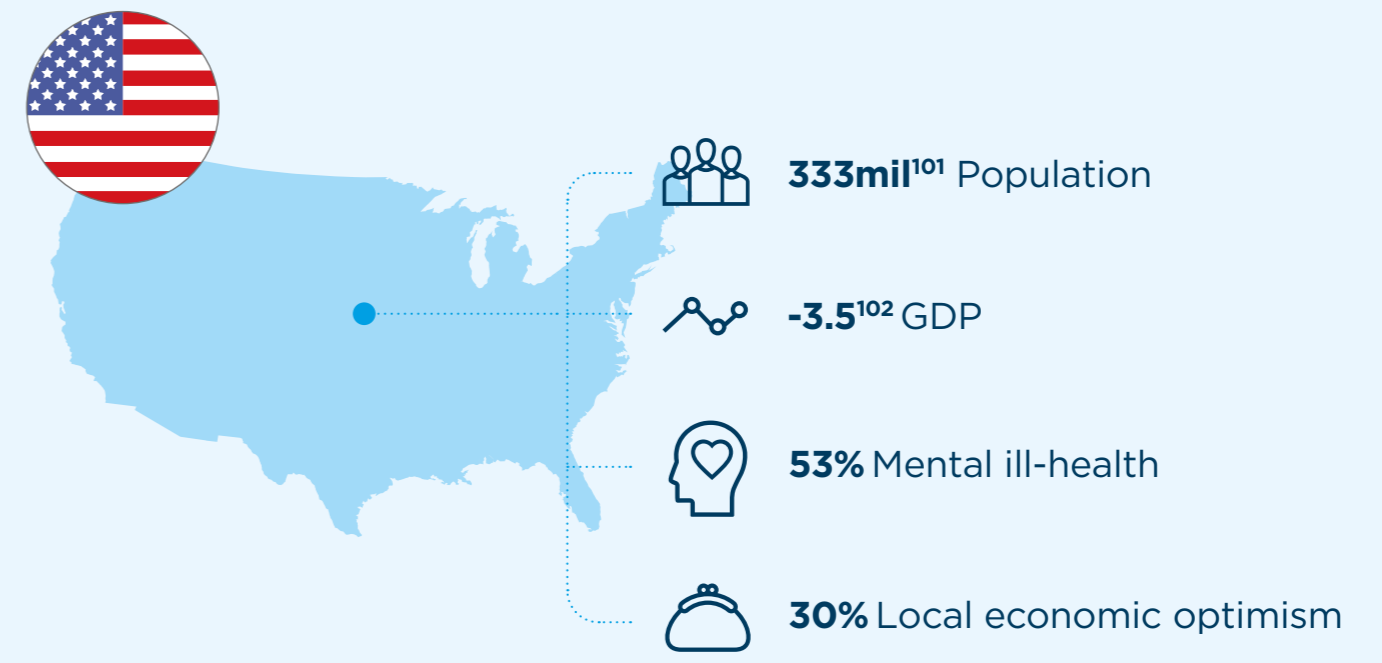 333mil¹⁰¹ Population
-3.5¹⁰² GDP
53% Mental ill-health
30% Local economic optimism